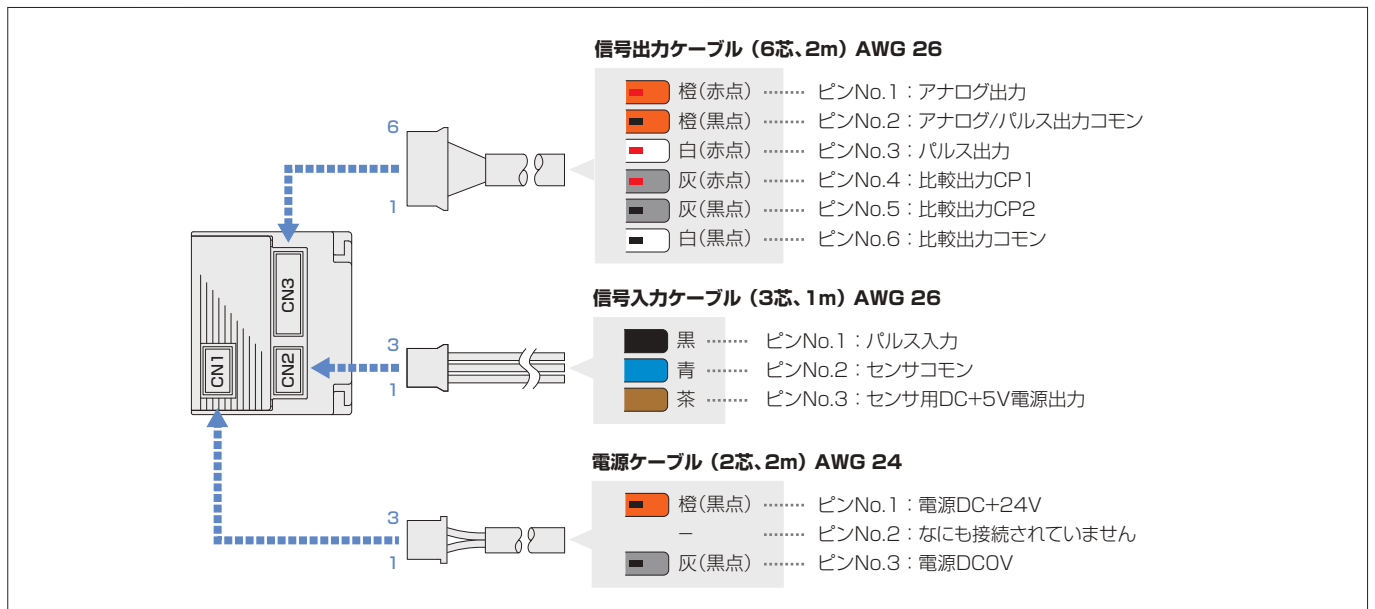 信号出力ケーブル（6芯、2m）AWG 26
橙(赤点) ……… ピンNo.1：アナログ出力
橙(黒点) ……… ピンNo.2：アナログ/パルス出力コモン
白(赤点) ……… ピンNo.3：パルス出力
灰(赤点) ……… ピンNo.4：比較出力CP1
灰(黒点) ……… ピンNo.5：比較出力CP2
白(黒点) ……… ピンNo.6：比較出力コモン
6
1
CN3
CN2
CN1
信号入力ケーブル（3芯、1m）AWG 26
黒 ……… ピンNo.1：パルス入力
青 ……… ピンNo.2：センサコモン
茶 ……… ピンNo.3：センサ用DC+5V電源出力
3
1
電源ケーブル（2芯、2m）AWG 24
橙(黒点) ……… ピンNo.1：電源DC+24V
− ……… ピンNo.2：なにも接続されていません
灰(黒点) ……… ピンNo.3：電源DC0V
3
1